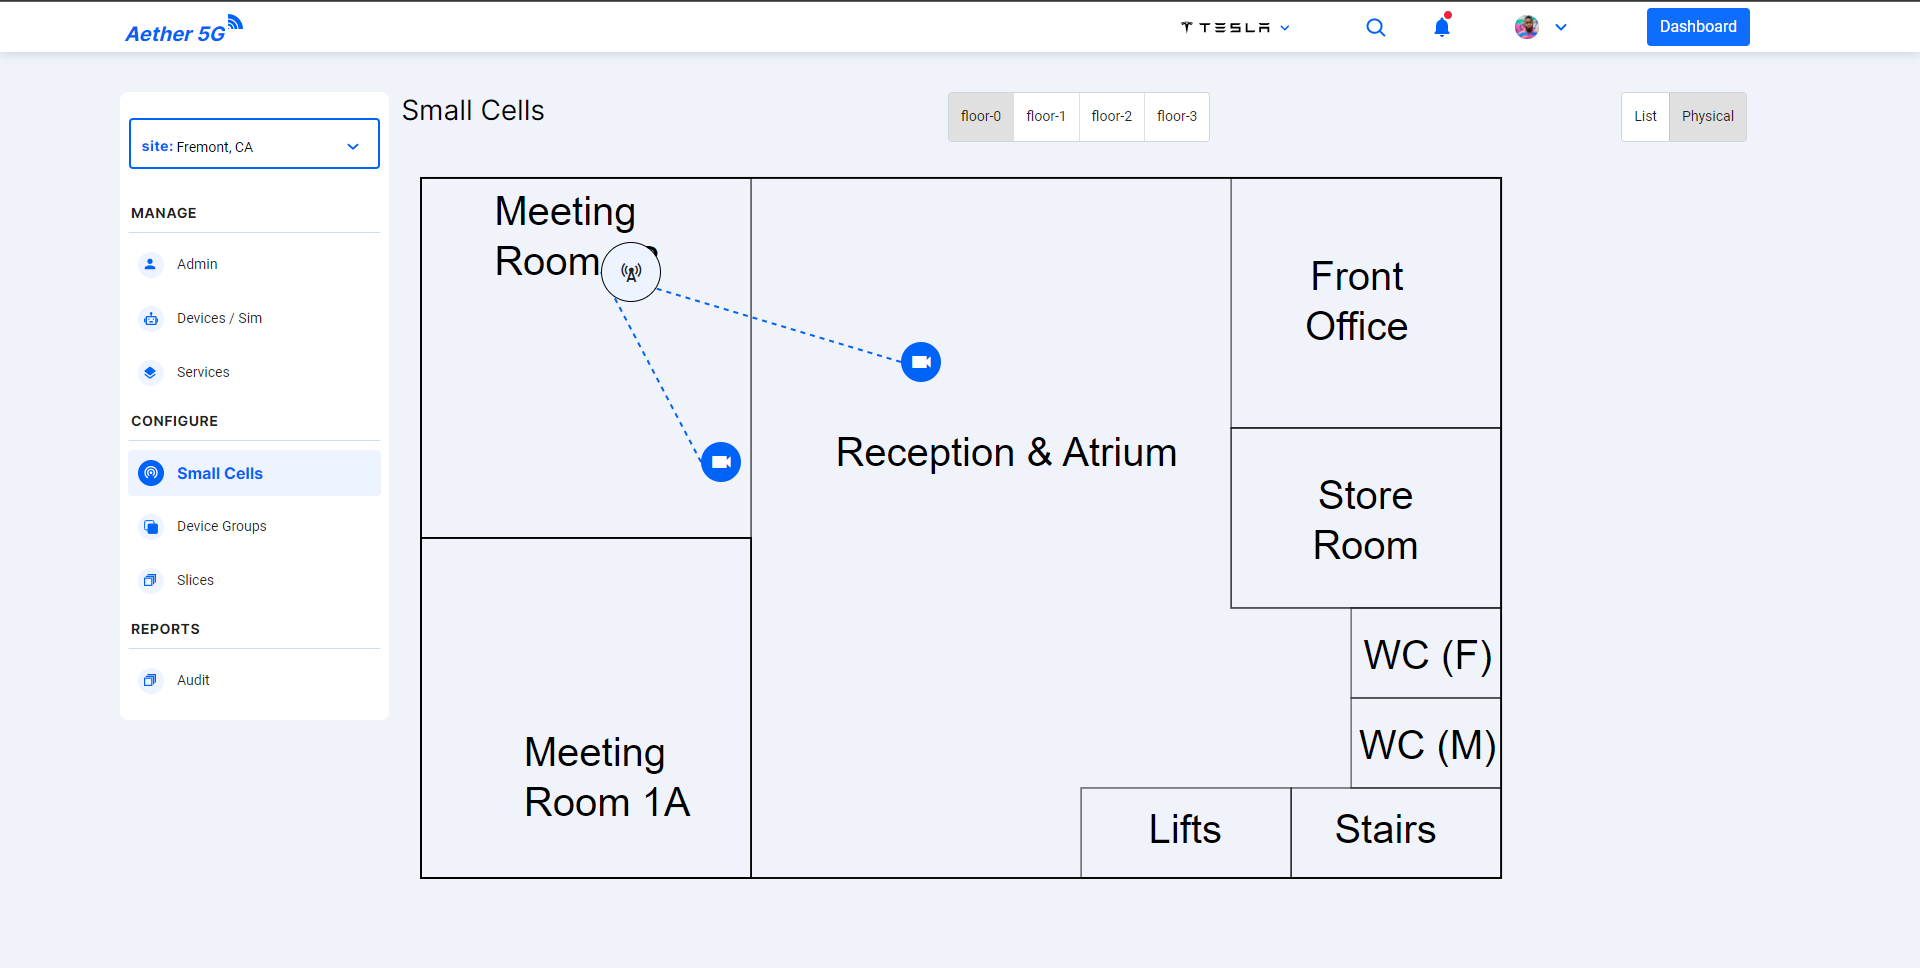 Aether 5G
TESLA
Dashboard
site: Fremont, CA
MANAGE
Admin
Devices / Sim
Services
CONFIGURE
Small Cells
Device Groups
Slices
REPORTS
Audit
Small Cells
floor-0
floor-1
floor-2
floor-3
List
Physical
Meeting
Room
Front
Office
Reception & Atrium
Store
Room
WC (F)
WC (M)
Meeting
Room 1A
Lifts
Stairs